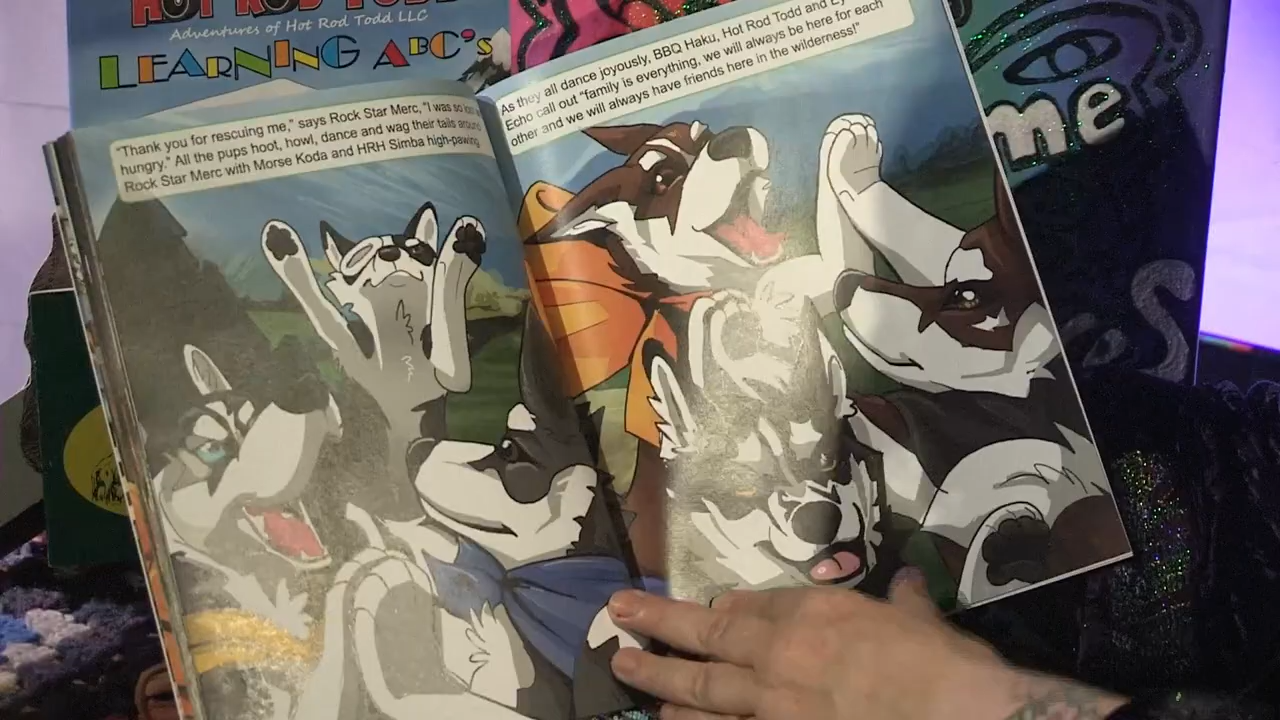 HOT ROD TODD
Adventures of Hot Rod Todd LLC
LEARNING ABC's
"Thank you for rescuing me," says Rock Star Merc, "I was so
hungry." All the pups hoot, howl, dance and wag their tails around
Rock Star Merc with Morse Koda and HRH Simba high-pawing.
As they all dance joyously, BBQ Haku, Hot Rod Todd and
Echo call out "family is everything, we will always be here for each
other and we will always have friends here in the wilderness!"
me